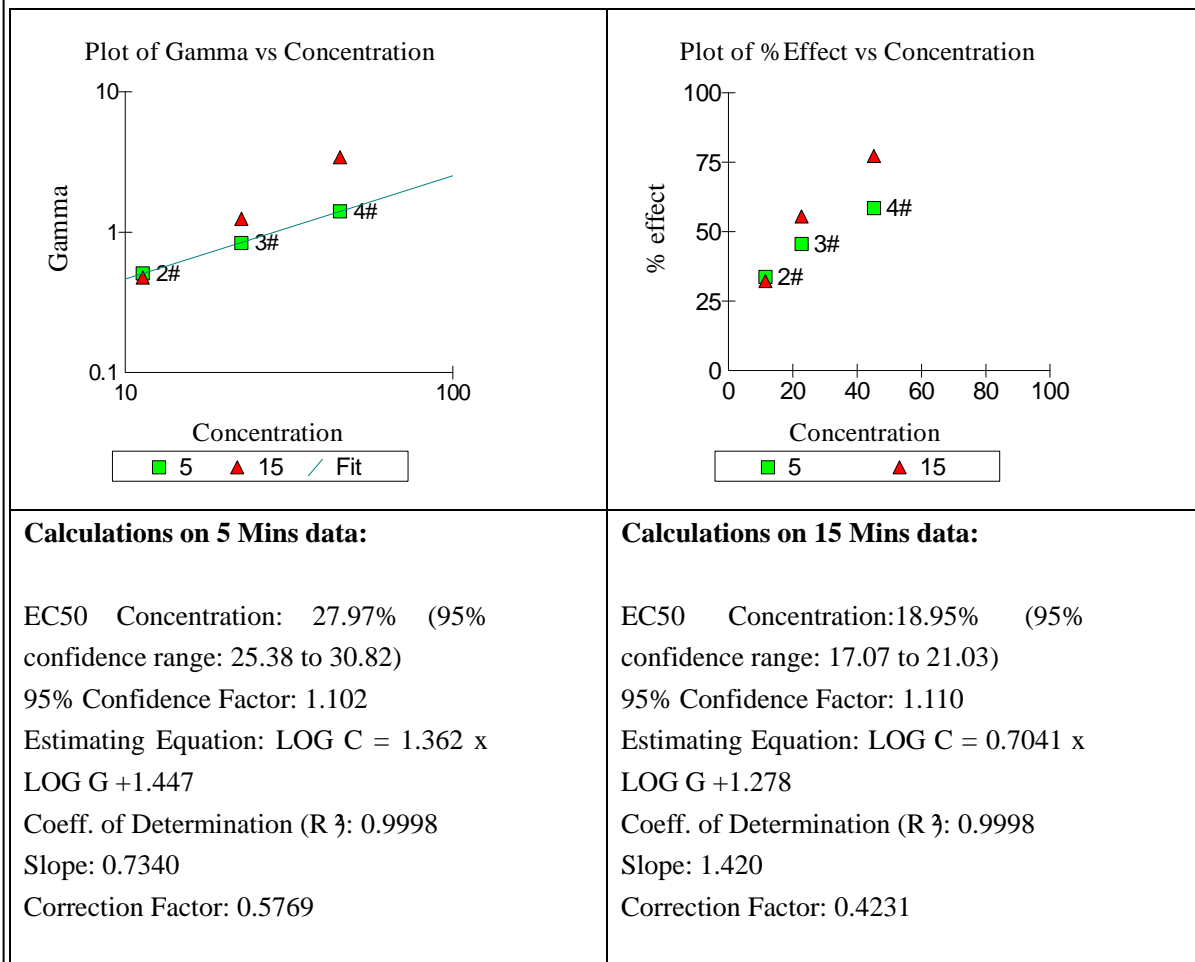 Plot of Gamma vs Concentration
10
1
0.1
Gamma
2#
3#
4#
10
100
Concentration
5
15
Fit
Plot of % Effect vs Concentration
100
75
50
25
0
% effect
2#
3#
4#
0
20
40
60
80
100
Concentration
5
15
Calculations on 5 Mins data:
EC50 Concentration: 27.97% (95%
confidence range: 25.38 to 30.82)
95% Confidence Factor: 1.102
Estimating Equation: LOG C = 1.362 x
LOG G +1.447
Coeff. of Determination (R ²): 0.9998
Slope: 0.7340
Correction Factor: 0.5769
Calculations on 15 Mins data:
EC50 Concentration:18.95% (95%
confidence range: 17.07 to 21.03)
95% Confidence Factor: 1.110
Estimating Equation: LOG C = 0.7041 x
LOG G +1.278
Coeff. of Determination (R ²): 0.9998
Slope: 1.420
Correction Factor: 0.4231